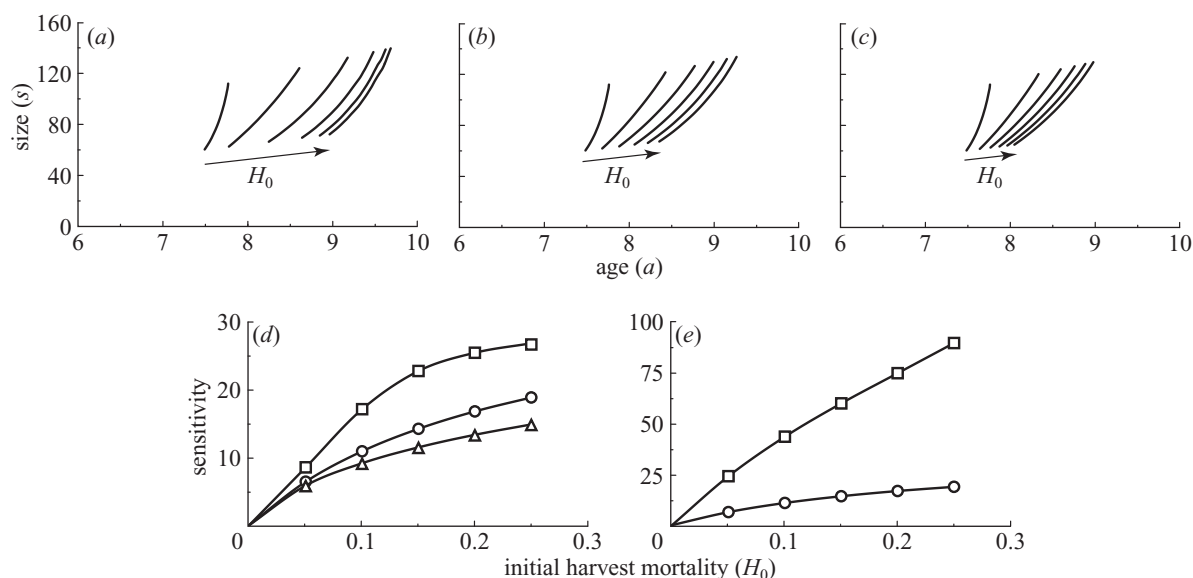 (a) (b) (c)
size (s)
160
120
80
40
0
H0 H0 H0
6 7 8 9 10 6 7 8 9 10 6 7 8 9 10
age (a)
(d) (e)
sensitivity
30
20
10
0 0.1 0.2 0.3
100
75
50
25
0 0.1 0.2 0.3
initial harvest mortality (H0)